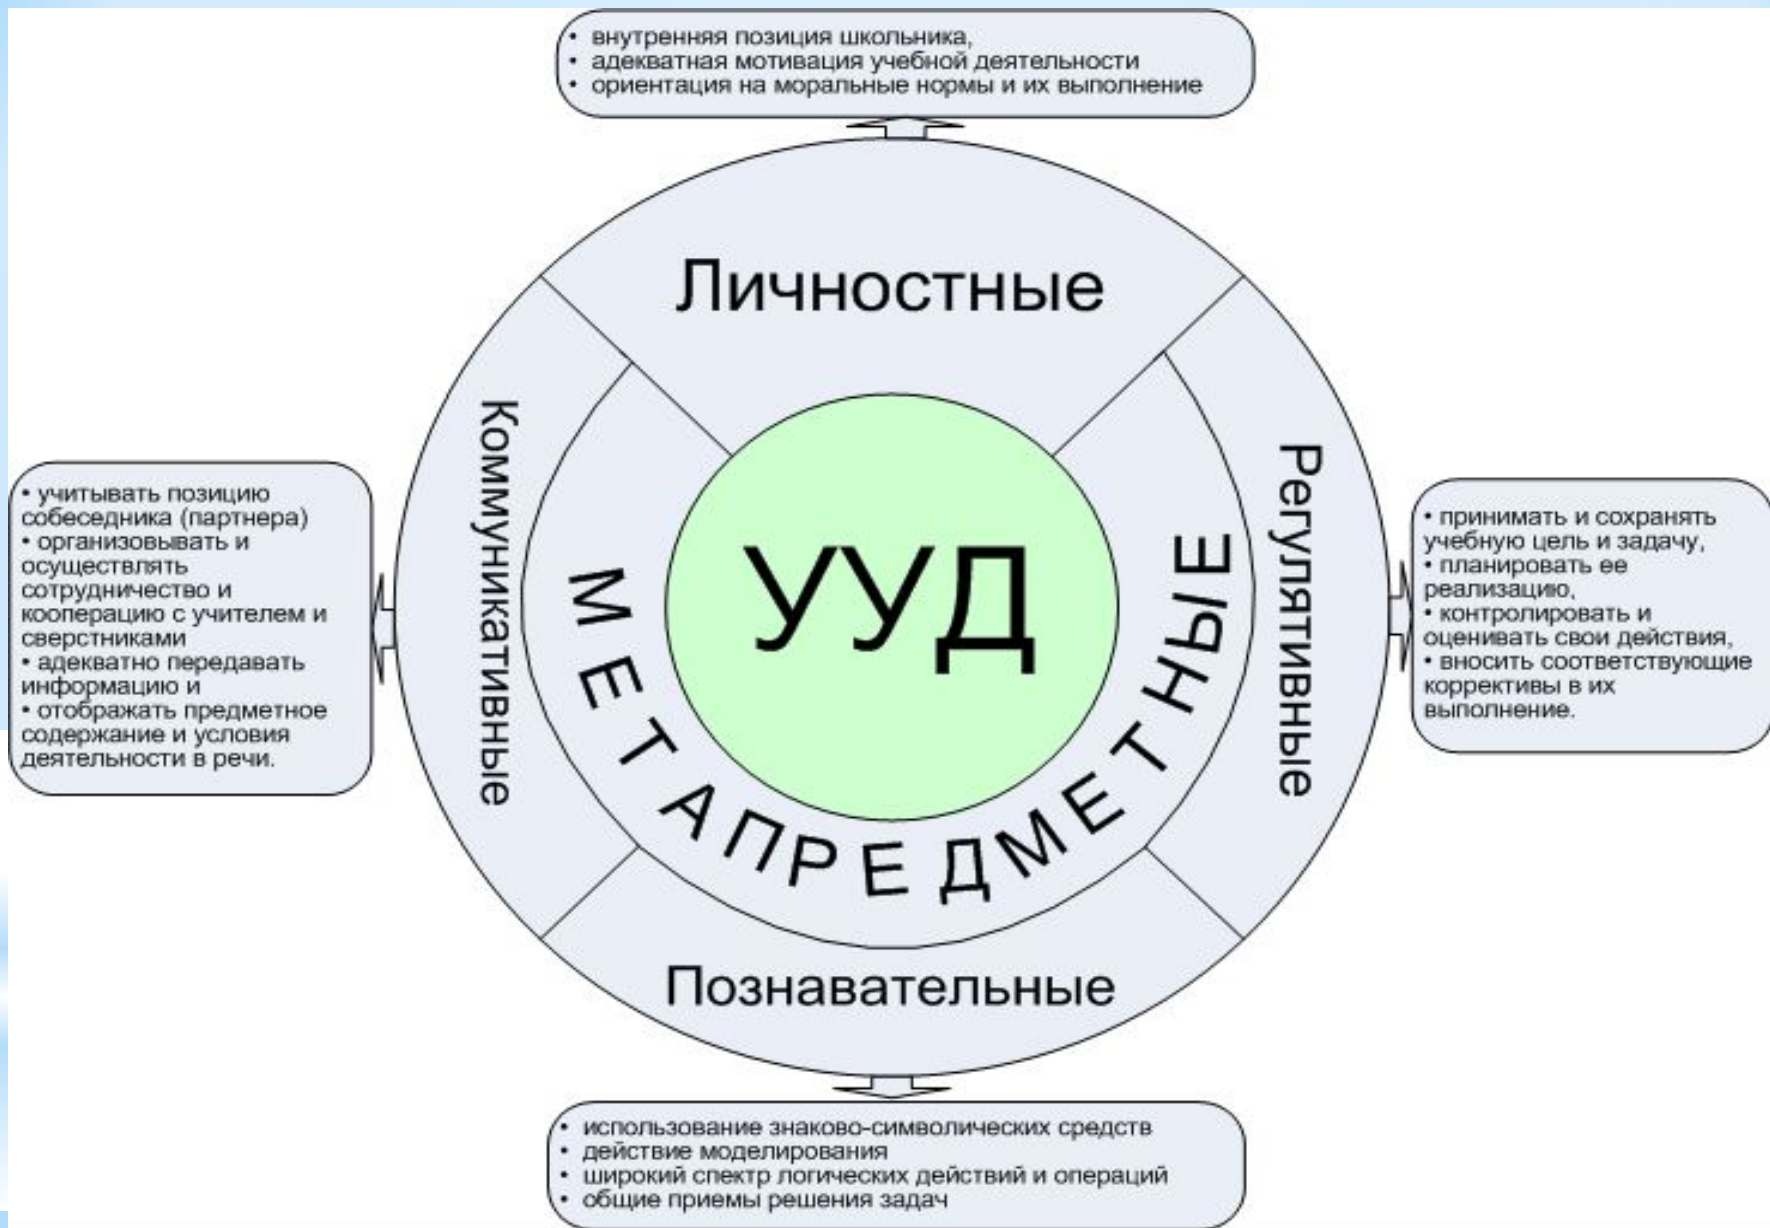 • внутренняя позиция школьника,
• адекватная мотивация учебной деятельности
• ориентация на моральные нормы и их выполнение
Личностные
Коммуникативные
• учитывать позицию
собеседника (партнера)
• организовывать и
осуществлять
сотрудничество и
кооперацию с учителем и
сверстниками
• адекватно передавать
информацию и
• отображать предметное
содержание и условия
деятельности в речи.
УУД
МЕТАПРЕДМЕТНЫЕ
Регулятивные
• принимать и сохранять
учебную цель и задачу,
• планировать ее
реализацию,
• контролировать и
оценивать свои действия,
• вносить соответствующие
коррективы в их
выполнение.
Познавательные
• использование знаково-символических средств
• действие моделирования
• широкий спектр логических действий и операций
• общие приемы решения задач